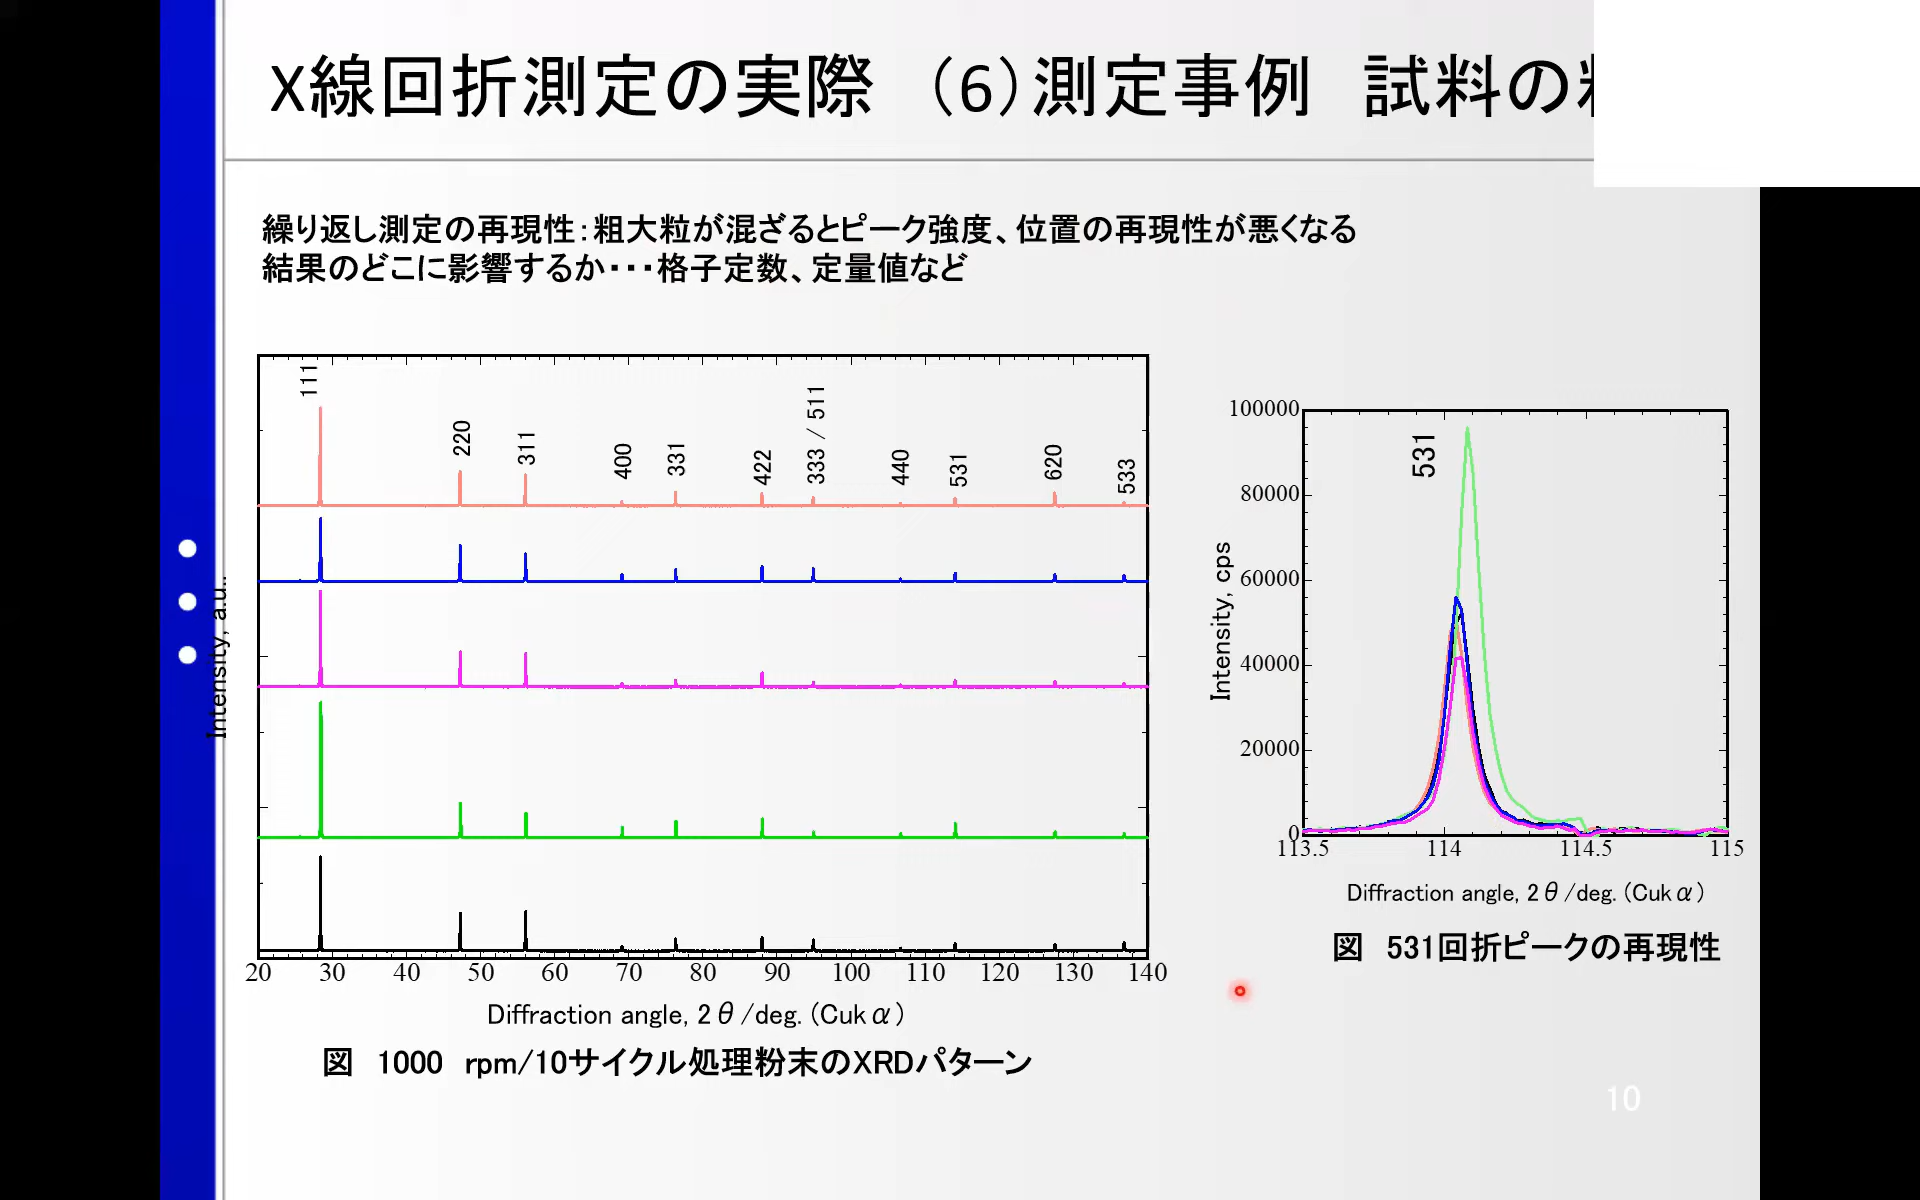 X線回折測定の実際 （6）測定事例 試料の
繰り返し測定の再現性：粗大粒が混ざるとピーク強度、位置の再現性が悪くなる
結果のどこに影響するか・・・格子定数、定量値など
111
220
311
400
331
422
333 / 511
440
531
620
533
Intensity, a.u.
20 30 40 50 60 70 80 90 100 110 120 130 140
Diffraction angle, 2θ/deg. (Cukα)
図 1000 rpm/10サイクル処理粉末のXRDパターン
531
Intensity, cps
100000
80000
60000
40000
20000
0
113.5 114 114.5 115
Diffraction angle, 2θ/deg. (Cukα)
図 531回折ピークの再現性
10